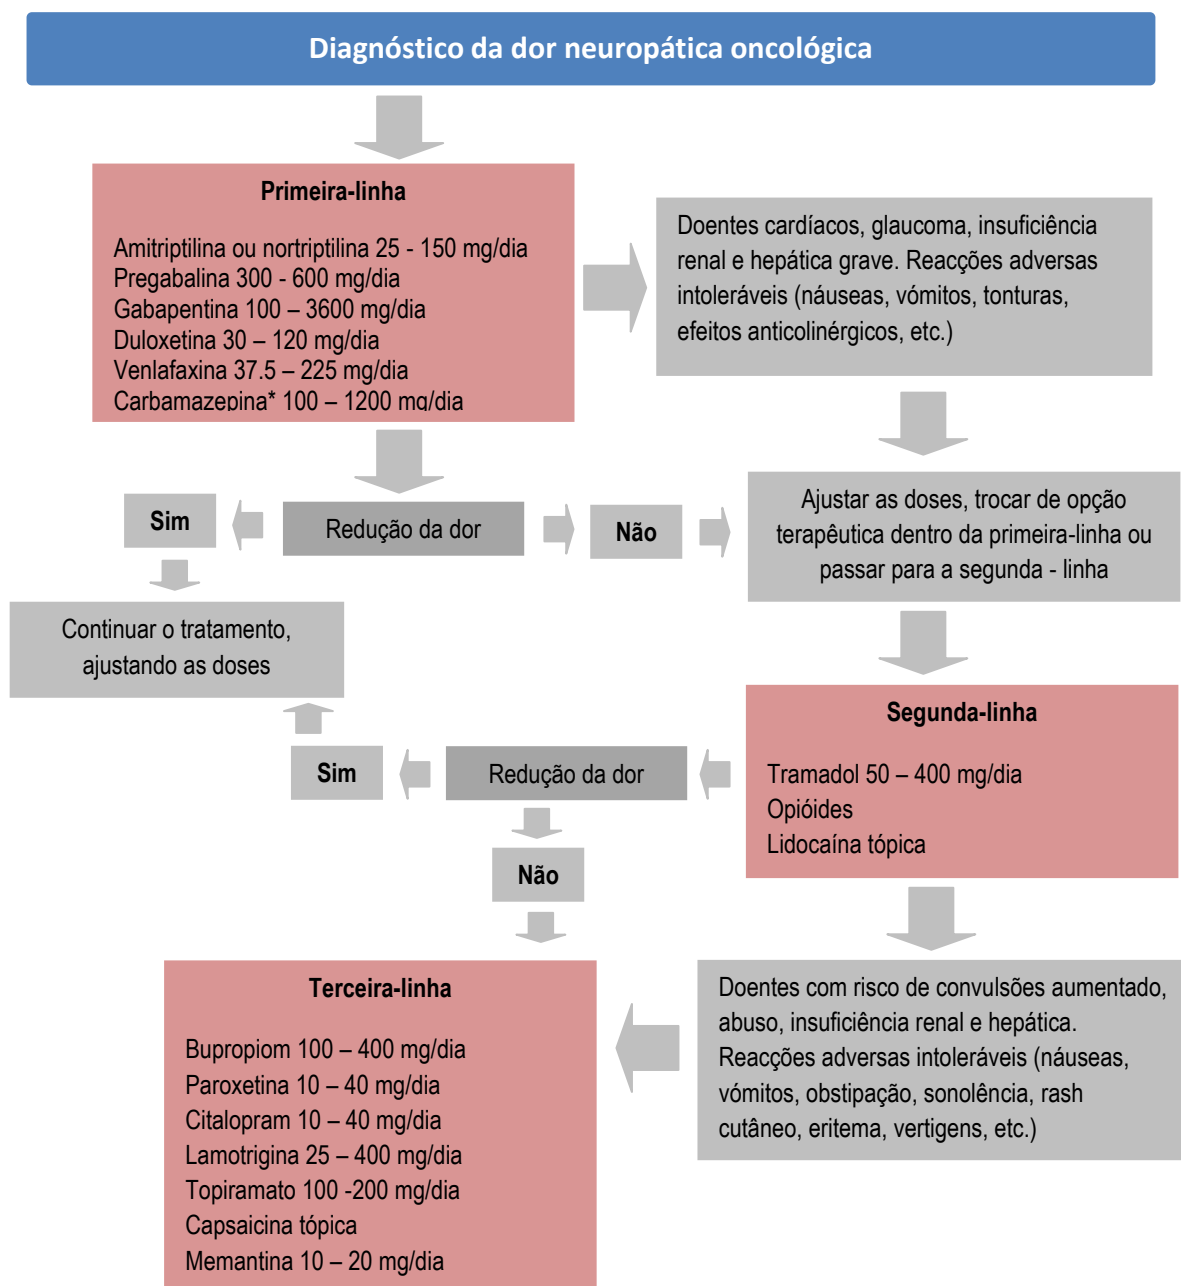 Diagnóstico da dor neuropática oncológica
Primeira-linha
Amitriptilina ou nortriptilina 25 - 150 mg/dia
Pregabalina 300 - 600 mg/dia
Gabapentina 100 – 3600 mg/dia
Duloxetina 30 – 120 mg/dia
Venlafaxina 37.5 – 225 mg/dia
Carbamazepina* 100 – 1200 mg/dia
Doentes cardíacos, glaucoma, insuficiência
renal e hepática grave. Reacções adversas
intoleráveis (náuseas, vómitos, tonturas,
efeitos anticolinérgicos, etc.)
Sim
Redução da dor
Não
Ajustar as doses, trocar de opção
terapêutica dentro da primeira-linha ou
passar para a segunda - linha
Continuar o tratamento,
ajustando as doses
Segunda-linha
Tramadol 50 – 400 mg/dia
Opióides
Lidocaína tópica
Sim
Redução da dor
Não
Terceira-linha
Bupropiom 100 – 400 mg/dia
Paroxetina 10 – 40 mg/dia
Citalopram 10 – 40 mg/dia
Lamotrigina 25 – 400 mg/dia
Topiramato 100 -200 mg/dia
Capsaicina tópica
Memantina 10 – 20 mg/dia
Doentes com risco de convulsões aumentado,
abuso, insuficiência renal e hepática.
Reacções adversas intoleráveis (náuseas,
vómitos, obstipação, sonolência, rash
cutâneo, eritema, vertigens, etc.)